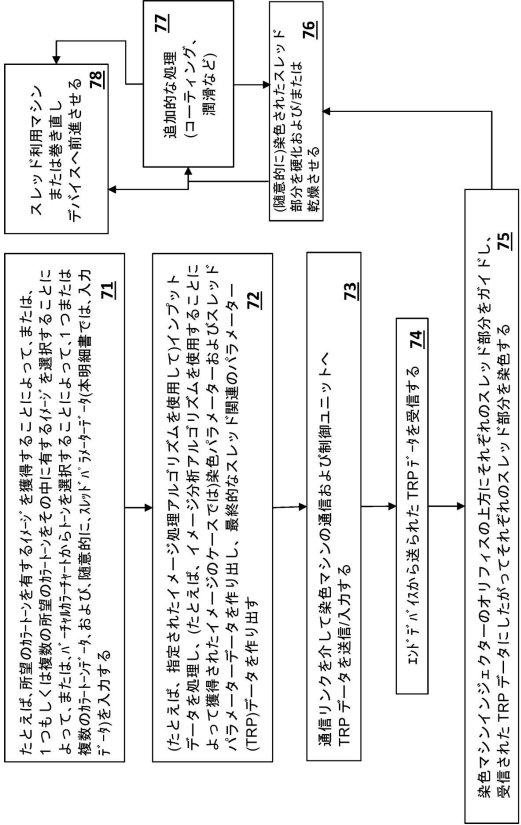 たとえば、所望のカラートーンを有するイメージを獲得することによって、または、
1つもしくは複数の所望のカラートーンをその中に有するイメージを選択することに
よって、または、バーチャルカラーチャートからトーンを選択することによって、1つまたは
複数のカラートーンデータ、および、随意的に、スレッドパラメーターデータ(本明細書では、入力
データ)を入力する
71
(たとえば、指定されたイメージ処理アルゴリズムを使用して)インプット
データを処理し、(たとえば、イメージ分析アルゴリズムを使用することに
よって獲得されたイメージのケースでは)染色パラメーターおよびスレッド
パラメーターデータを作り出し、最終的なスレッド関連のパラメーター
(TRP)データを作り出す
72
通信リンクを介して染色マシンの通信および制御ユニットへ
TRPデータを送信/入力する
73
エンドデバイスから送られたTRPデータを受信する
74
染色マシンインジェクターのオリフィスの上方にそれぞれのスレッド部分をガイドし、
受信されたTRPデータにしたがってそれぞれのスレッド部分を染色する
75
(随意的に)染色されたスレッド
部分を硬化および/または
乾燥させる
76
追加的な処理
(コーティング、
潤滑など)
77
スレッド利用マシン
または巻き直し
デバイスへ前進させる
78